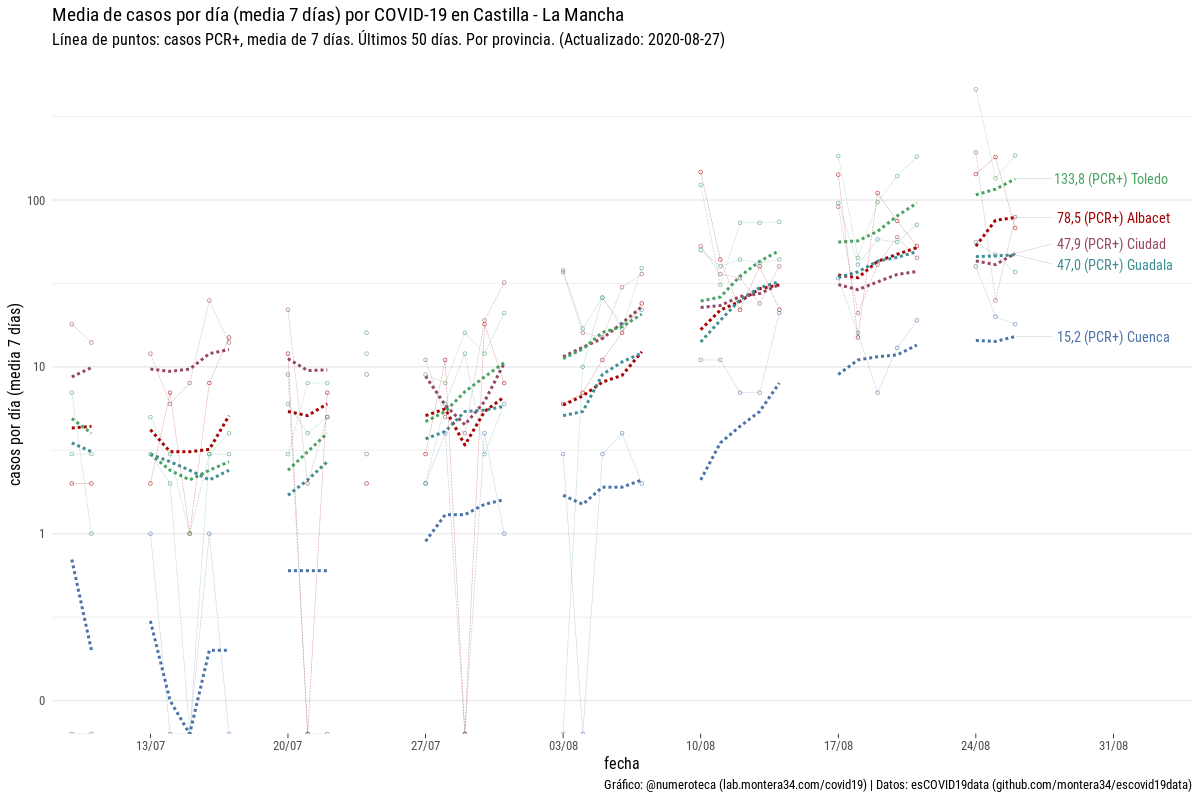 Media de casos por día (media 7 días) por COVID-19 en Castilla - La Mancha
Línea de puntos: casos PCR+, media de 7 días. Últimos 50 días. Por provincia. (Actualizado: 2020-08-27)
casos por día (media 7 días)
100
10
1
0
133,8 (PCR+) Toledo
78,5 (PCR+) Albacet
47,9 (PCR+) Ciudad
47,0 (PCR+) Guadala
15,2 (PCR+) Cuenca
13/07
20/07
27/07
03/08
10/08
17/08
24/08
31/08
fecha
Gráfico: @numeroteca (lab.montera34.com/covid19) | Datos: esCOVID19data (github.com/montera34/escovid19data)